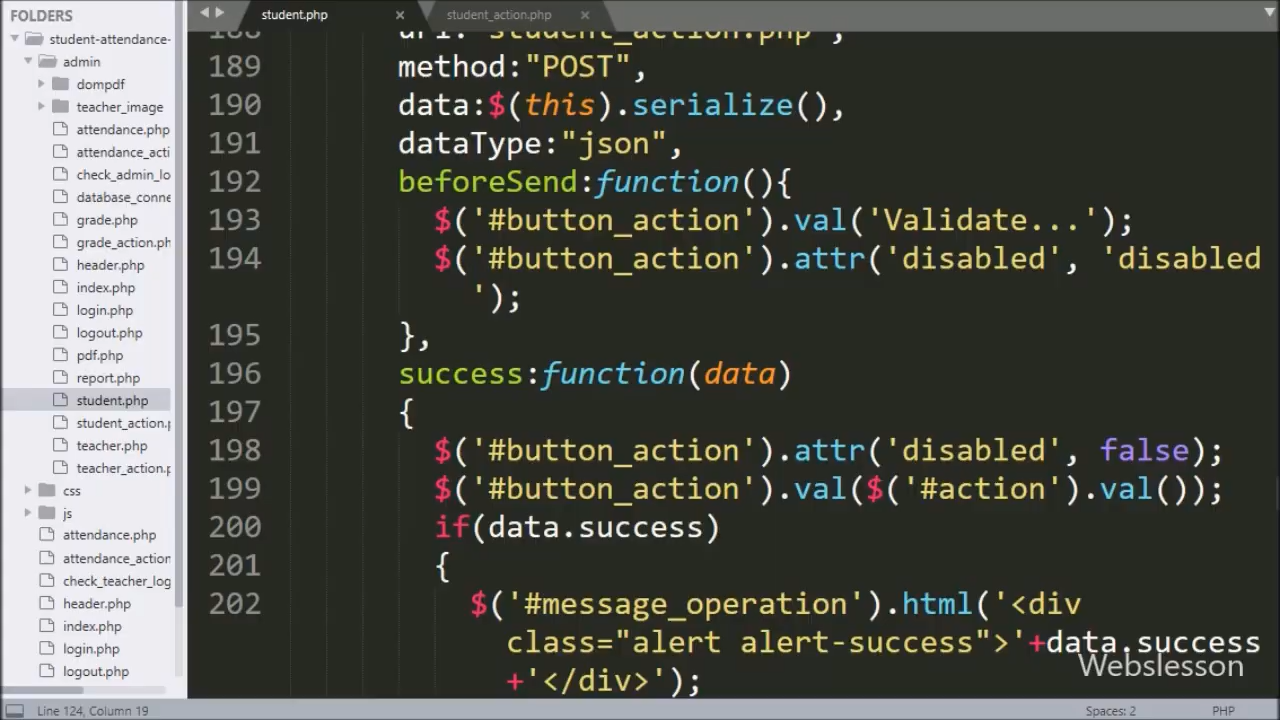 FOLDERS
student-attendance-
admin
dompdf
teacher_image
attendance.php
attendance_acti
check_admin_lo
database_conne
grade.php
grade_action.ph
header.php
index.php
login.php
logout.php
pdf.php
report.php
student.php
student_action.p
teacher.php
teacher_action.p
css
js
attendance.php
attendance_action
check_teacher_log
header.php
index.php
login.php
logout.php
student.php
student_action.php
188 url:"student_action.php",
189 method:"POST",
190 data:$(this).serialize(),
191 dataType:"json",
192 beforeSend:function(){
193 $('#button_action').val('Validate...');
194 $('#button_action').attr('disabled', 'disabled
');
195 },
196 success:function(data)
197 {
198 $('#button_action').attr('disabled', false);
199 $('#button_action').val($('#action').val());
200 if(data.success)
201 {
202 $('#message_operation').html('<div
class="alert alert-success">'+data.success
+'</div>');
Webslesson
Line 124, Column 19
Spaces: 2
PHP